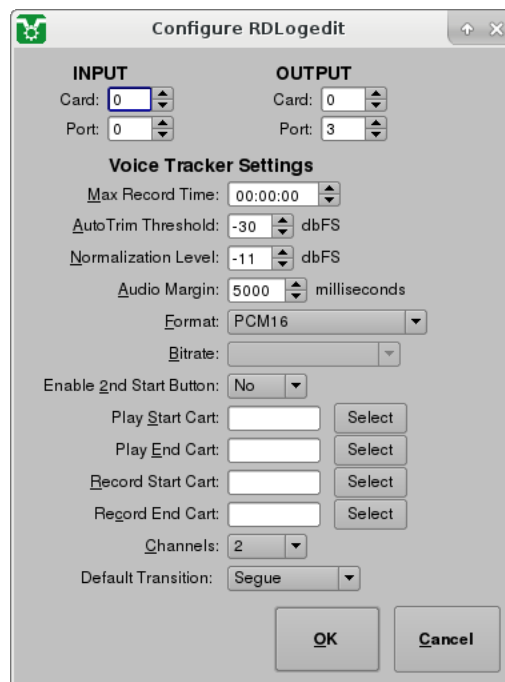 Configure RDLogedit
INPUT OUTPUT
Card: 0 Card: 0
Port: 0 Port: 3
Voice Tracker Settings
Max Record Time: 00:00:00
AutoTrim Threshold: -30 dbFS
Normalization Level: -11 dbFS
Audio Margin: 5000 milliseconds
Format: PCM16
Bitrate:
Enable 2nd Start Button: No
Play Start Cart: Select
Play End Cart: Select
Record Start Cart: Select
Record End Cart: Select
Channels: 2
Default Transition: Segue
OK Cancel